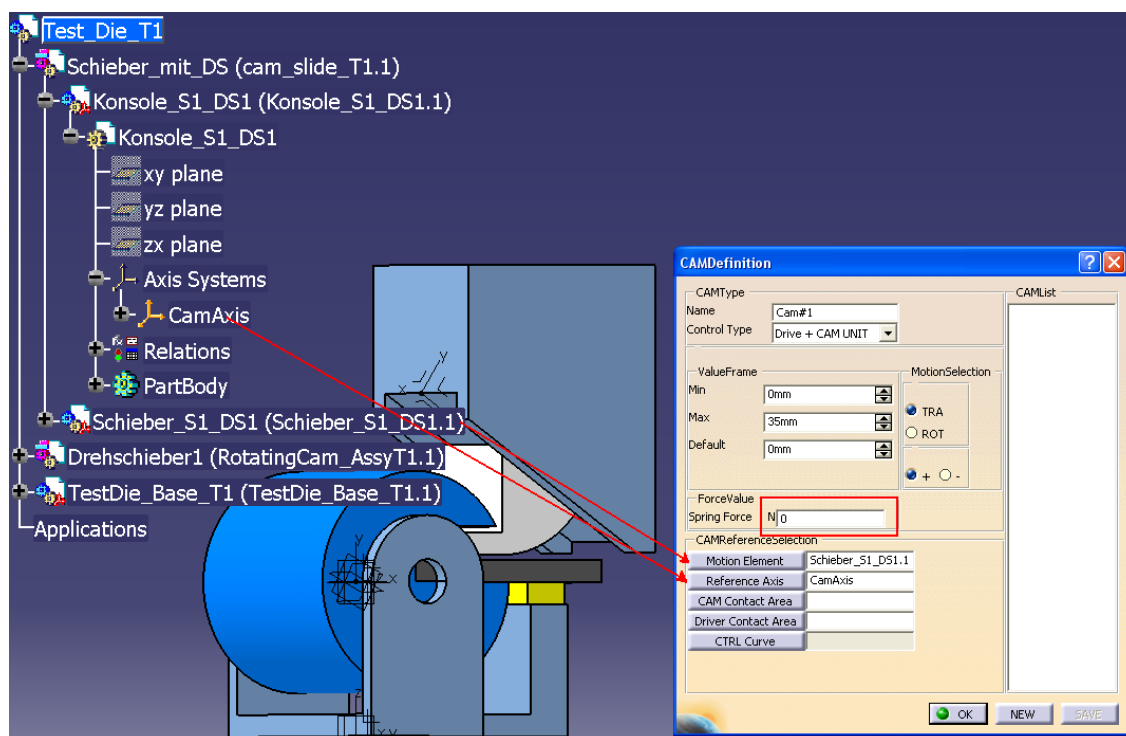 Test_Die_T1
Schieber_mit_DS (cam_slide_T1.1)
Konsole_S1_DS1 (Konsole_S1_DS1.1)
Konsole_S1_DS1
xy plane
yz plane
zx plane
Axis Systems
CamAxis
Relations
PartBody
Schieber_S1_DS1 (Schieber_S1_DS1.1)
Drehschieber1 (RotatingCam_AssyT1.1)
TestDie_Base_T1 (TestDie_Base_T1.1)
Applications
y
x
y
x
z
x y
CAMDefinition
CAMType
Name Cam#1
Control Type Drive + CAM UNIT
ValueFrame
Min 0mm
Max 35mm
Default 0mm
MotionSelection
TRA
ROT
+ -
ForceValue
Spring Force N 0
CAMReferenceSelection
Motion Element Schieber_S1_DS1.1
Reference Axis CamAxis
CAM Contact Area
Driver Contact Area
CTRL Curve
CAMList
OK NEW SAVE